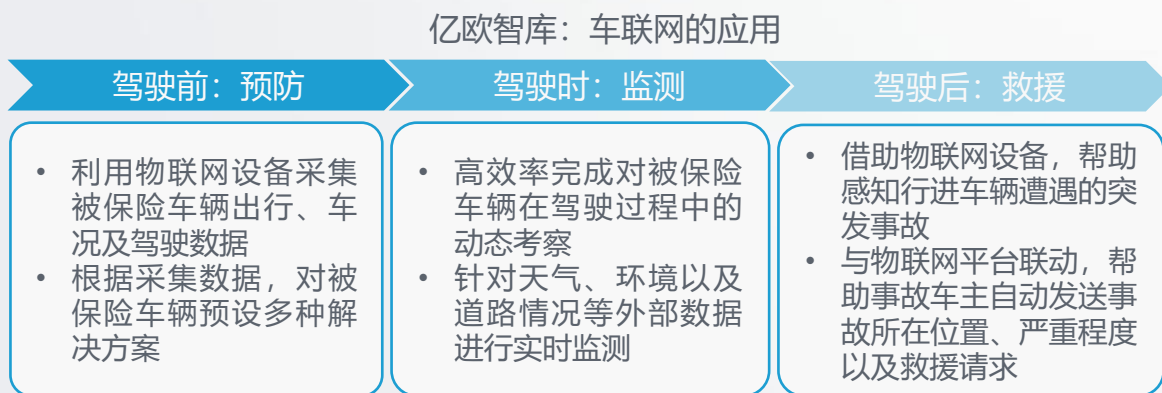 亿欧智库：车联网的应用
驾驶前：预防
驾驶时：监测
驾驶后：救援
• 利用物联网设备采集
被保险车辆出行、车
况及驾驶数据
• 根据采集数据，对被
保险车辆预设多种解
决方案
• 高效率完成对被保险
车辆在驾驶过程中的
动态考察
• 针对天气、环境以及
道路情况等外部数据
进行实时监测
• 借助物联网设备，帮助
感知行进车辆遭遇的突
发事故
• 与物联网平台联动，帮
助事故车主自动发送事
故所在位置、严重程度
以及救援请求